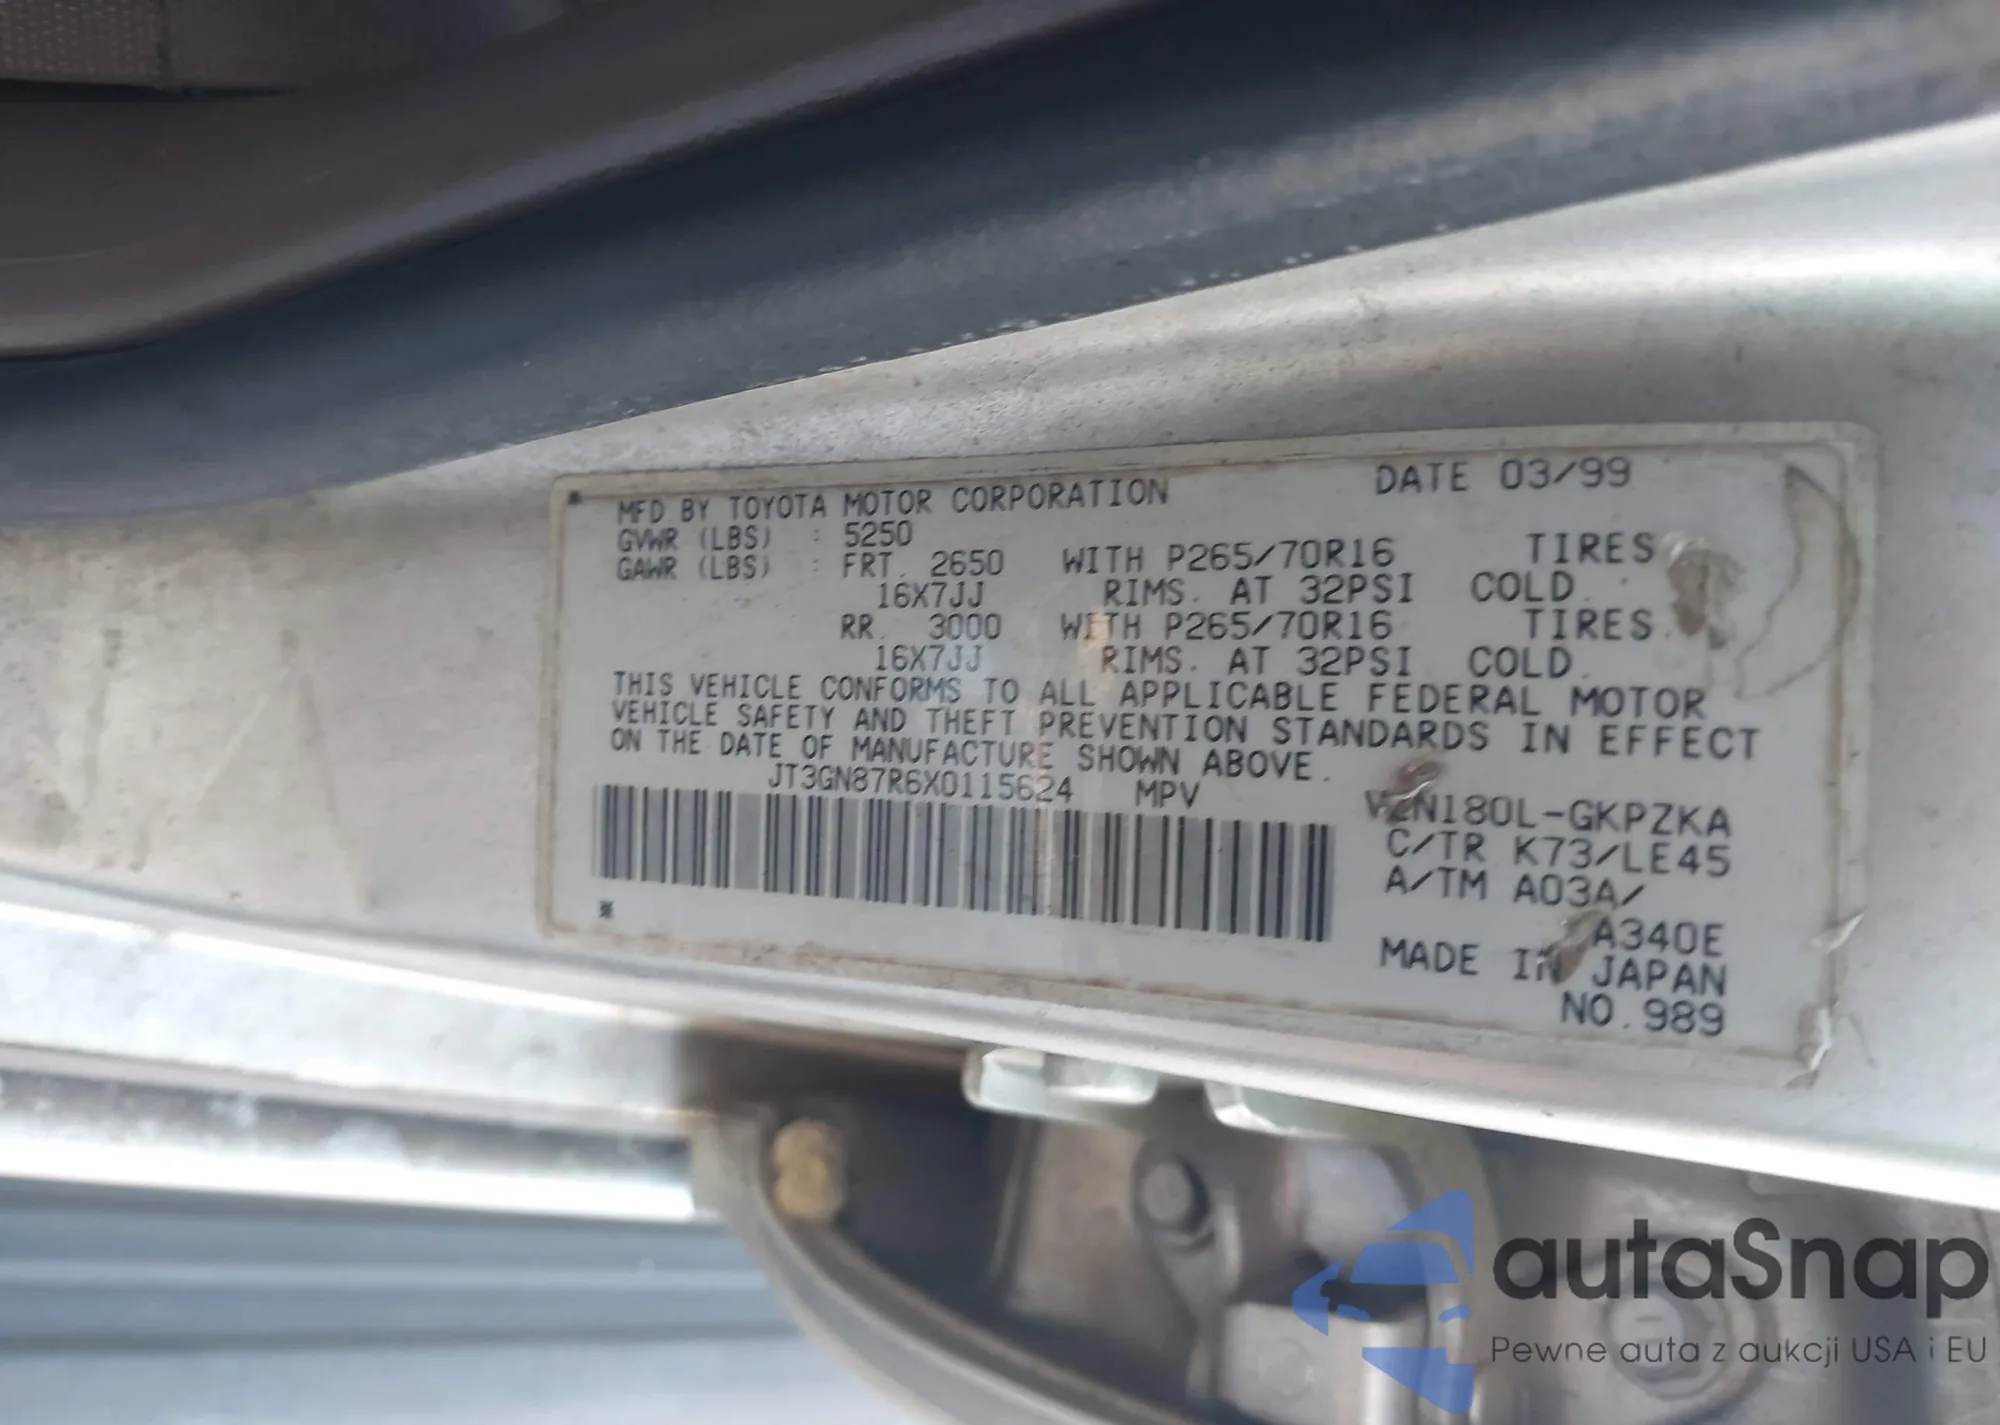 MFD BY TOYOTA MOTOR CORPORATION DATE 03/99
GVWR (LBS) : 5250
GAWR (LBS) : FRT. 2650 WITH P265/70R16 TIRES
16X7JJ RIMS. AT 32PSI COLD.
RR. 3000 WITH P265/70R16 TIRES.
16X7JJ RIMS. AT 32PSI COLD.
THIS VEHICLE CONFORMS TO ALL APPLICABLE FEDERAL MOTOR
VEHICLE SAFETY AND THEFT PREVENTION STANDARDS IN EFFECT
ON THE DATE OF MANUFACTURE SHOWN ABOVE.
JT3GN87R6X0115624 MPV
VZN180L-GKPZKA
C/TR K73/LE45
A/TM A03A/
A340E
MADE IN JAPAN
NO.989
autaSnap
Pewne auta z aukcji USA i EU